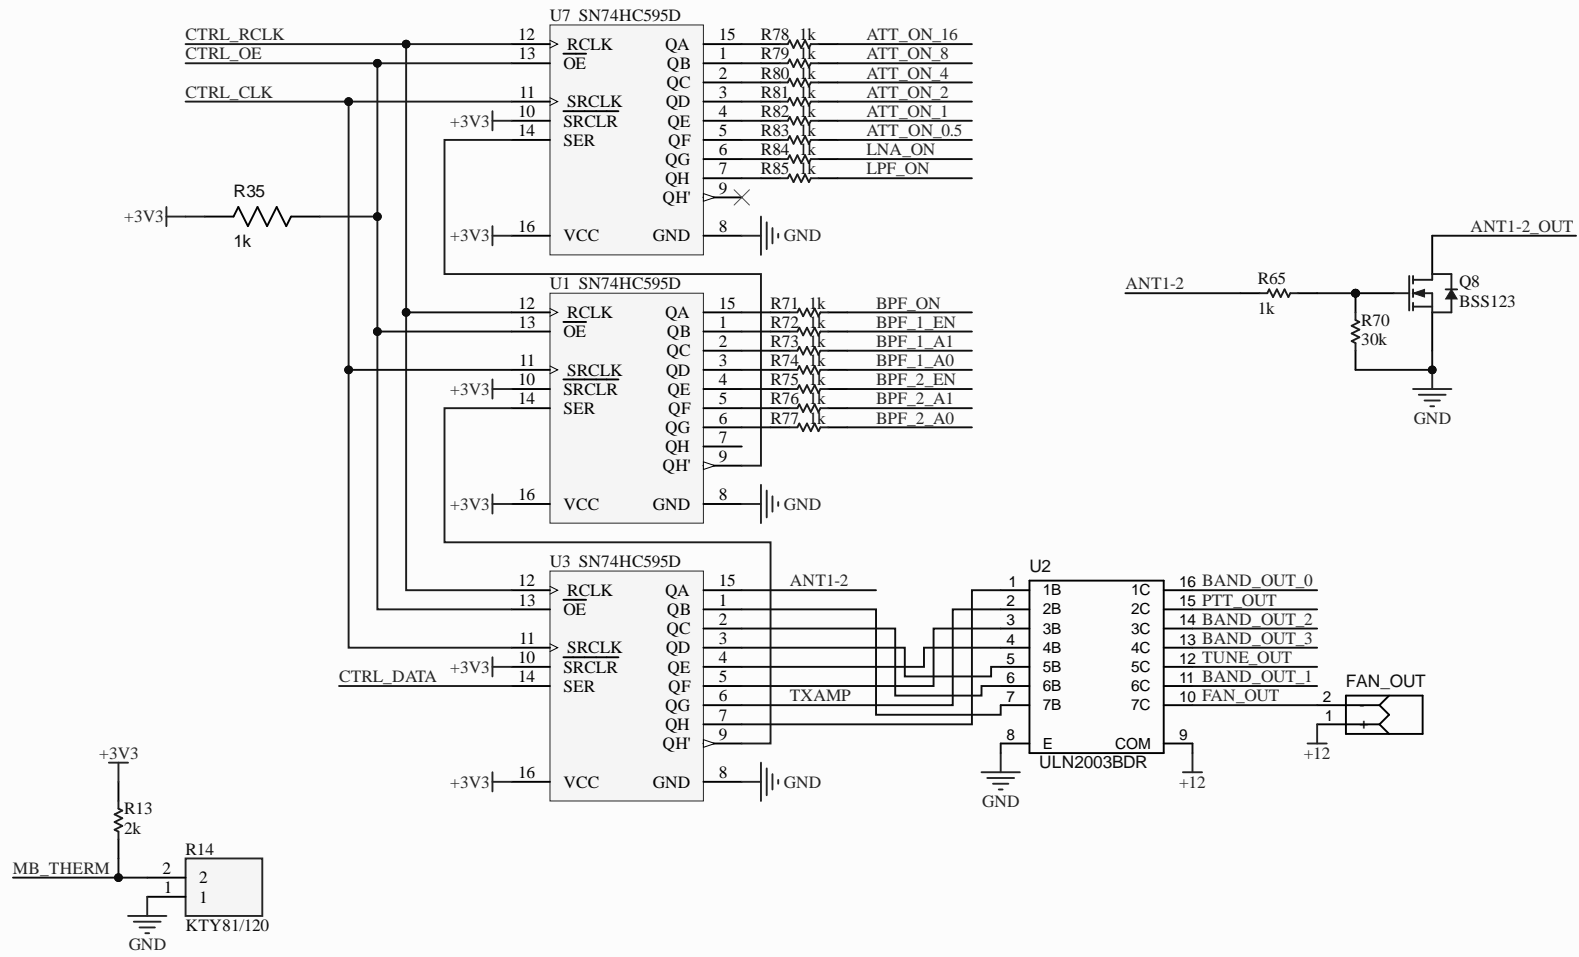 U7 SN74HC595D
CTRL_RCLK 12 RCLK QA 15 R78 1k ATT_ON_16
CTRL_OE 13 OE QB 1 R79 1k ATT_ON_8
QC 2 R80 1k ATT_ON_4
CTRL_CLK 11 SRCLK QD 3 R81 1k ATT_ON_2
+3V3 10 SRCLR QE 4 R82 1k ATT_ON_1
14 SER QF 5 R83 1k ATT_ON_0.5
QG 6 R84 1k LNA_ON
QH 7 R85 1k LPF_ON
QH' 9
R35
+3V3
1k
+3V3 16 VCC GND 8 GND
U1 SN74HC595D
12 RCLK QA 15 R71 1k BPF_ON
13 OE QB 1 R72 1k BPF_1_EN
QC 2 R73 1k BPF_1_A1
11 SRCLK QD 3 R74 1k BPF_1_A0
+3V3 10 SRCLR QE 4 R75 1k BPF_2_EN
14 SER QF 5 R76 1k BPF_2_A1
QG 6 R77 1k BPF_2_A0
QH 7
QH' 9
+3V3 16 VCC GND 8 GND
ANT1-2_OUT
ANT1-2 R65
1k
Q8
BSS123
R70
30k
GND
U3 SN74HC595D
12 RCLK QA 15 ANT1-2
13 OE QB 1
QC 2
11 SRCLK QD 3
+3V3 10 SRCLR QE 4
CTRL_DATA 14 SER QF 5
QG 6 TXAMP
QH 7
QH' 9
+3V3 16 VCC GND 8 GND
U2
1 1B 1C 16 BAND_OUT_0
2 2B 2C 15 PTT_OUT
3 3B 3C 14 BAND_OUT_2
4 4B 4C 13 BAND_OUT_3
5 5B 5C 12 TUNE_OUT
6 6B 6C 11 BAND_OUT_1
7 7B 7C 10 FAN_OUT
8 E COM 9
ULN2003BDR
GND
+12
FAN_OUT
2 -
1 +
+12
+3V3
R13
2k
R14
MB_THERM 2 2
1 1
KTY81/120
GND